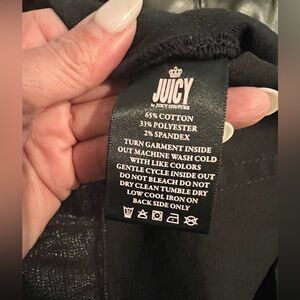 JUICY
by JUICY COUTURE
65% COTTON
33% POLYESTER
2% SPANDEX
TURN GARMENT INSIDE
OUT MACHINE WASH COLD
WITH LIKE COLORS
GENTLE CYCLE INSIDE OUT
DO NOT BLEACH DO NOT
DRY CLEAN TUMBLE DRY
LOW COOL IRON ON
BACK SIDE ONLY